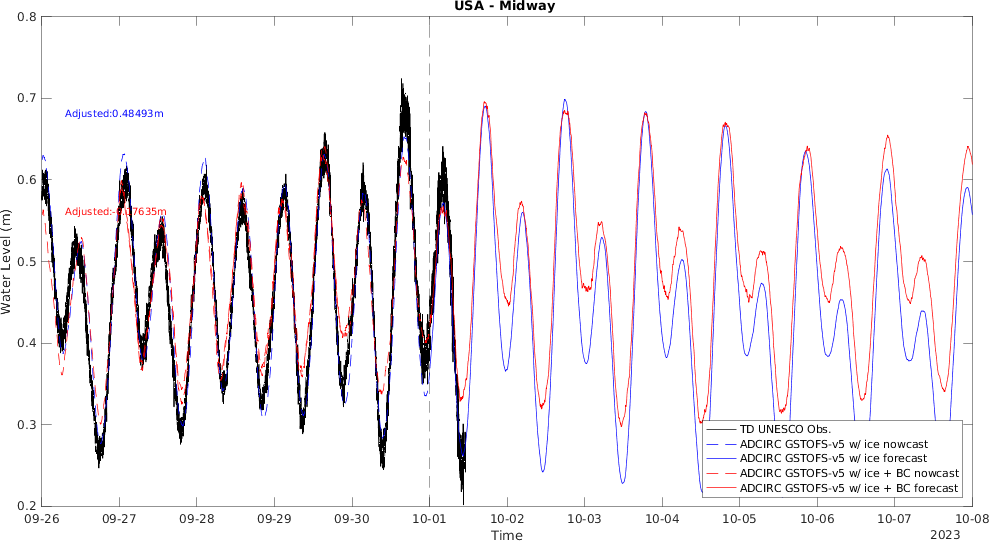 USA - Midway
0.8
0.7
0.6
0.5
0.4
0.3
0.2
Water Level (m)
Adjusted:0.48493m
09-26
09-27
09-28
09-29
09-30
10-01
10-02
10-03
10-04
10-05
10-06
10-07
10-08
2023
Time
TD UNESCO Obs.
ADCIRC GSTOFS-v5 w/ ice nowcast
ADCIRC GSTOFS-v5 w/ ice forecast
ADCIRC GSTOFS-v5 w/ ice + BC nowcast
ADCIRC GSTOFS-v5 w/ ice + BC forecast